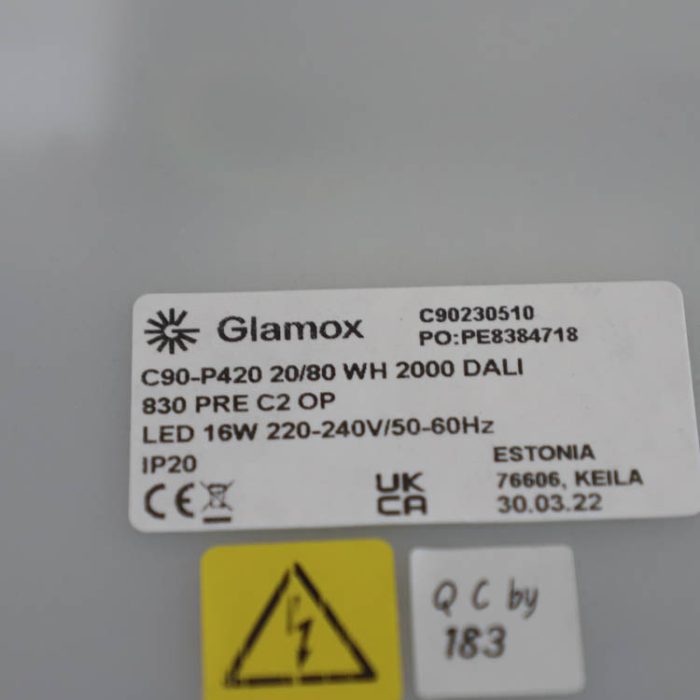 Glamox
C90230510
PO:PE8384718
C90-P420 20/80 WH 2000 DALI
830 PRE C2 OP
LED 16W 220-240V/50-60Hz
IP20
ESTONIA
76606, KEILA
30.03.22
CE
UK
CA
Q C by
183